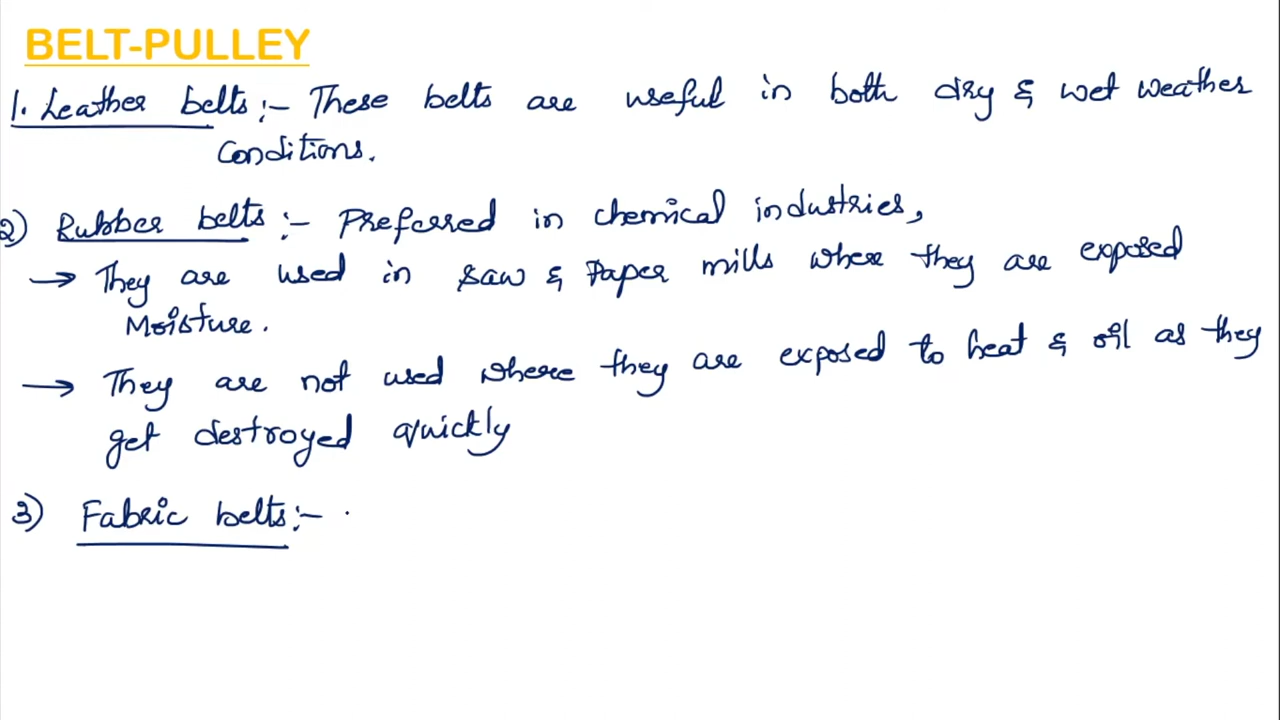 BELT-PULLEY
1. Leather belts :- These belts are useful in both dry & wet weather
conditions.
2) Rubber belts :- Preferred in chemical industries,
→ They are used in saw & Paper mills where they are exposed
Moisture.
→ They are not used where they are exposed to heat & oil as they
get destroyed quickly
3) Fabric belts :-